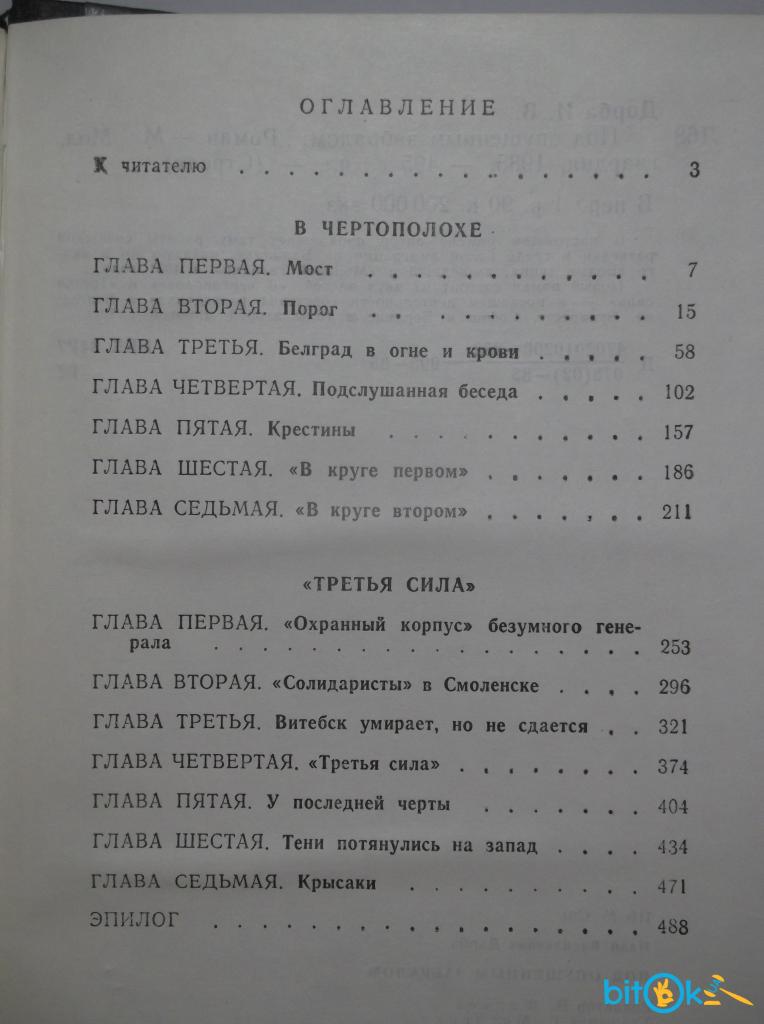 ОГЛАВЛЕНИЕ
К читателю . . . . . . . . . . . . . . . . . 3
В ЧЕРТОПОЛОХЕ
ГЛАВА ПЕРВАЯ. Мост . . . . . . . . . . . . 7
ГЛАВА ВТОРАЯ. Порог . . . . . . . . . . . 15
ГЛАВА ТРЕТЬЯ. Белград в огне и крови . . . . . 58
ГЛАВА ЧЕТВЕРТАЯ. Подслушанная беседа . . . . . 102
ГЛАВА ПЯТАЯ. Крестины . . . . . . . . . . . 157
ГЛАВА ШЕСТАЯ. «В круге первом» . . . . . . . 186
ГЛАВА СЕДЬМАЯ. «В круге втором» . . . . . . . 211
«ТРЕТЬЯ СИЛА»
ГЛАВА ПЕРВАЯ. «Охранный корпус» безумного гене-
рала . . . . . . . . . . . . . . . . . 253
ГЛАВА ВТОРАЯ. «Солидаристы» в Смоленске . . . . 296
ГЛАВА ТРЕТЬЯ. Витебск умирает, но не сдается . . 321
ГЛАВА ЧЕТВЕРТАЯ. «Третья сила» . . . . . . . . 374
ГЛАВА ПЯТАЯ. У последней черты . . . . . . . 404
ГЛАВА ШЕСТАЯ. Тени потянулись на запад . . . . 434
ГЛАВА СЕДЬМАЯ. Крысаки . . . . . . . . . . 471
ЭПИЛОГ . . . . . . . . . . . . . . . . . 488
bitok